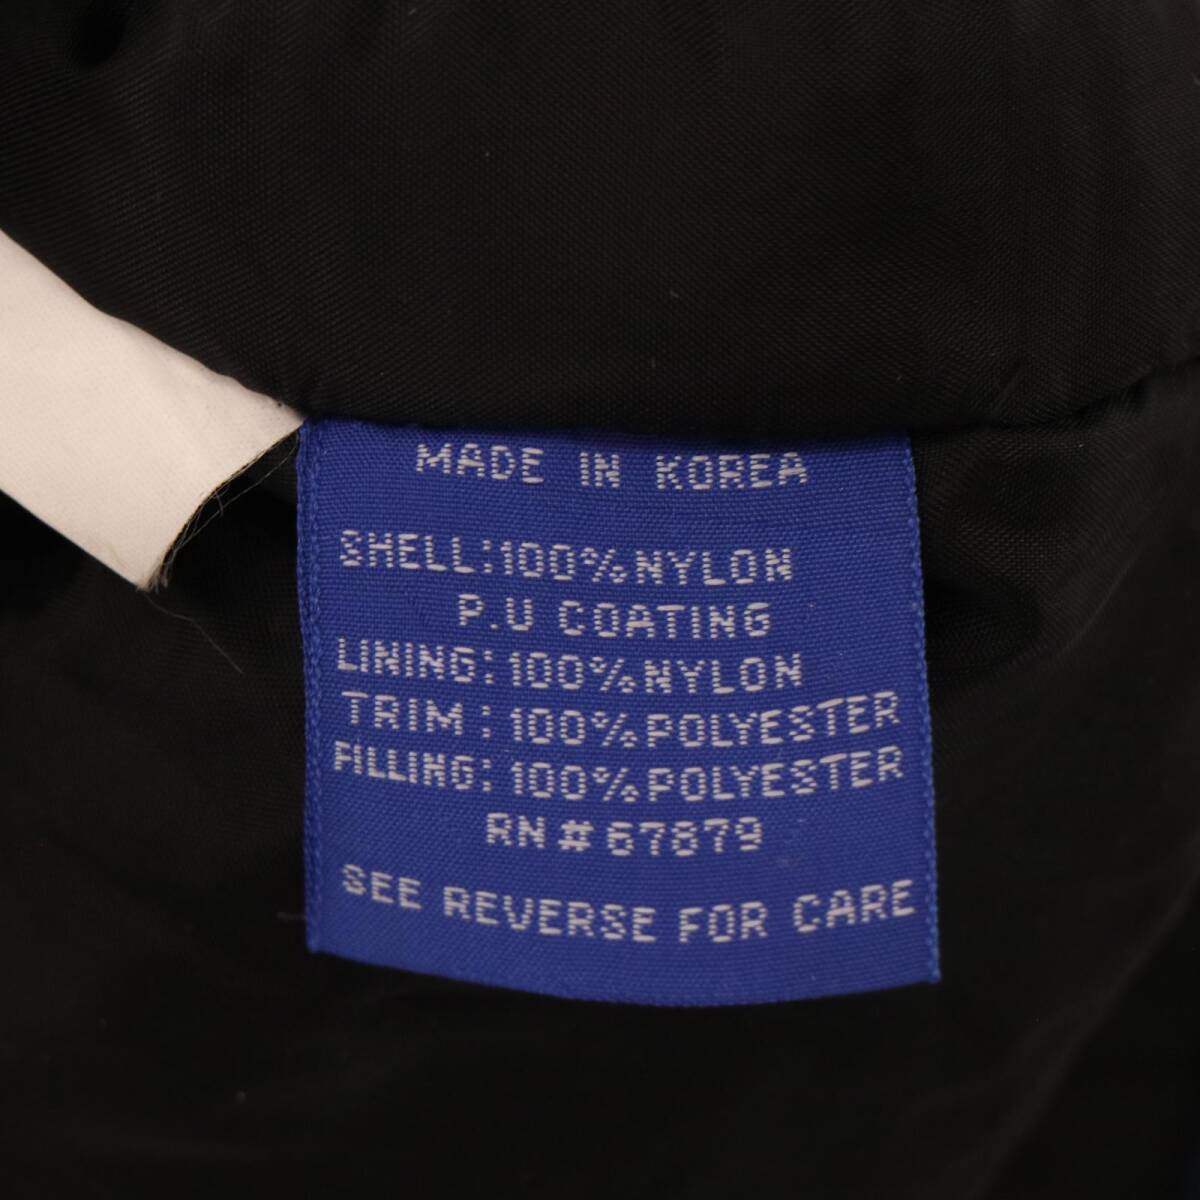 MADE IN KOREA
SHELL:100%NYLON
P.U COATING
LINING:100%NYLON
TRIM:100%POLYESTER
FILLING:100%POLYESTER
RN#67879
SEE REVERSE FOR CARE